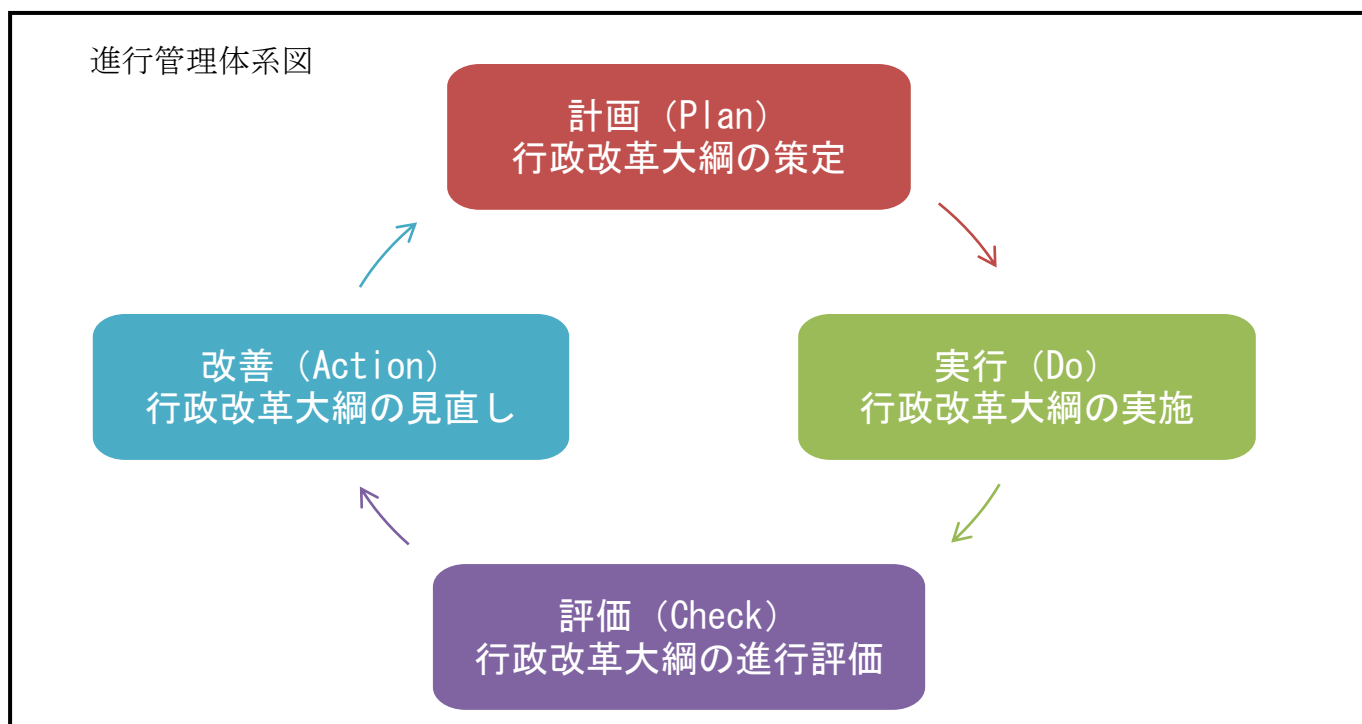 進行管理体系図
計画（Plan）
行政改革大綱の策定
実行（Do）
行政改革大綱の実施
評価（Check）
行政改革大綱の進行評価
改善（Action）
行政改革大綱の見直し